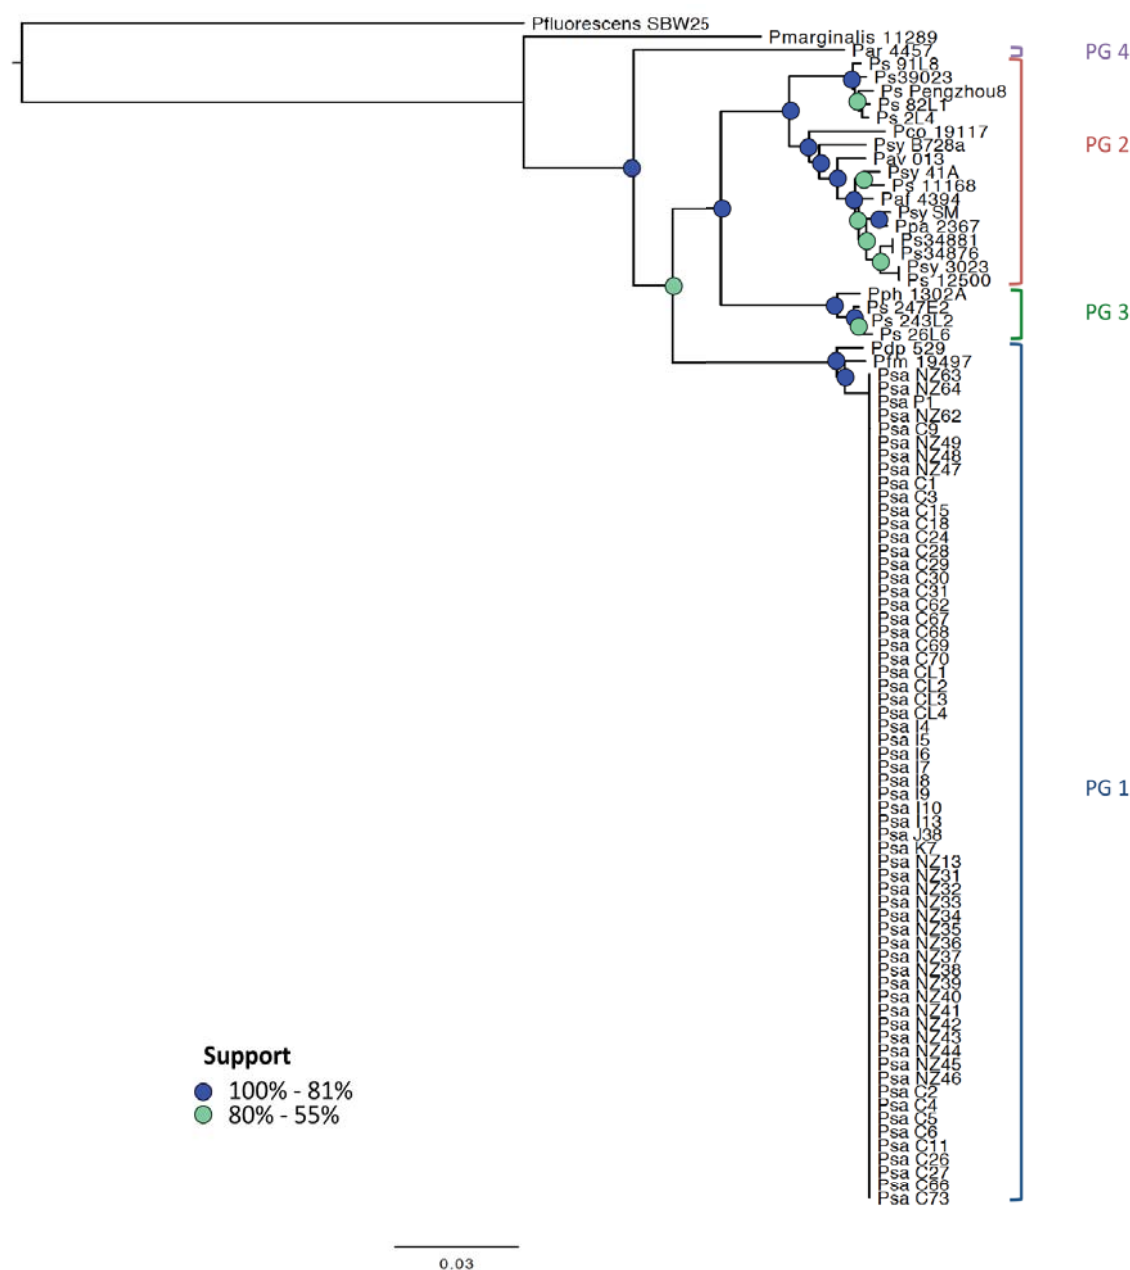 Pfluorescens SBW25
Pmarginalis 11289
Par 4457
PG 4
Ps 91L8
Ps39023
Ps Pengzhou8
Ps 82L1
Ps 2L4
Pco 19117
Psy B728a
PG 2
Pav 013
Psy 41A
Ps 11168
Paf 4394
Psy SM
Ppa 2367
Ps34881
Ps34876
Psy 3023
Ps 12500
Pph 1302A
Ps 247E2
PG 3
Ps 243L2
Ps 26L6
Pdp 529
Pfm 19497
Psa NZ63
Psa NZ64
Psa P1
Psa NZ62
Psa C9
Psa NZ49
Psa NZ48
Psa NZ47
Psa C1
Psa C3
Psa C15
Psa C18
Psa C24
Psa C28
Psa C29
Psa C30
Psa C31
Psa C62
Psa C67
Psa C68
Psa C69
Psa C70
Psa CL1
Psa CL2
Psa CL3
Psa CL4
Psa I4
Psa I5
Psa I6
Psa I7
Psa I8
PG 1
Psa I9
Psa I10
Psa I13
Psa J38
Psa K7
Psa NZ13
Psa NZ31
Psa NZ32
Psa NZ33
Psa NZ34
Psa NZ35
Psa NZ36
Psa NZ37
Psa NZ38
Psa NZ39
Psa NZ40
Psa NZ41
Psa NZ42
Psa NZ43
Psa NZ44
Psa NZ45
Psa NZ46
Psa C2
Psa C4
Psa C5
Psa C6
Psa C11
Psa C26
Psa C27
Psa C66
Psa C73
Support
100% - 81%
80% - 55%
0.03